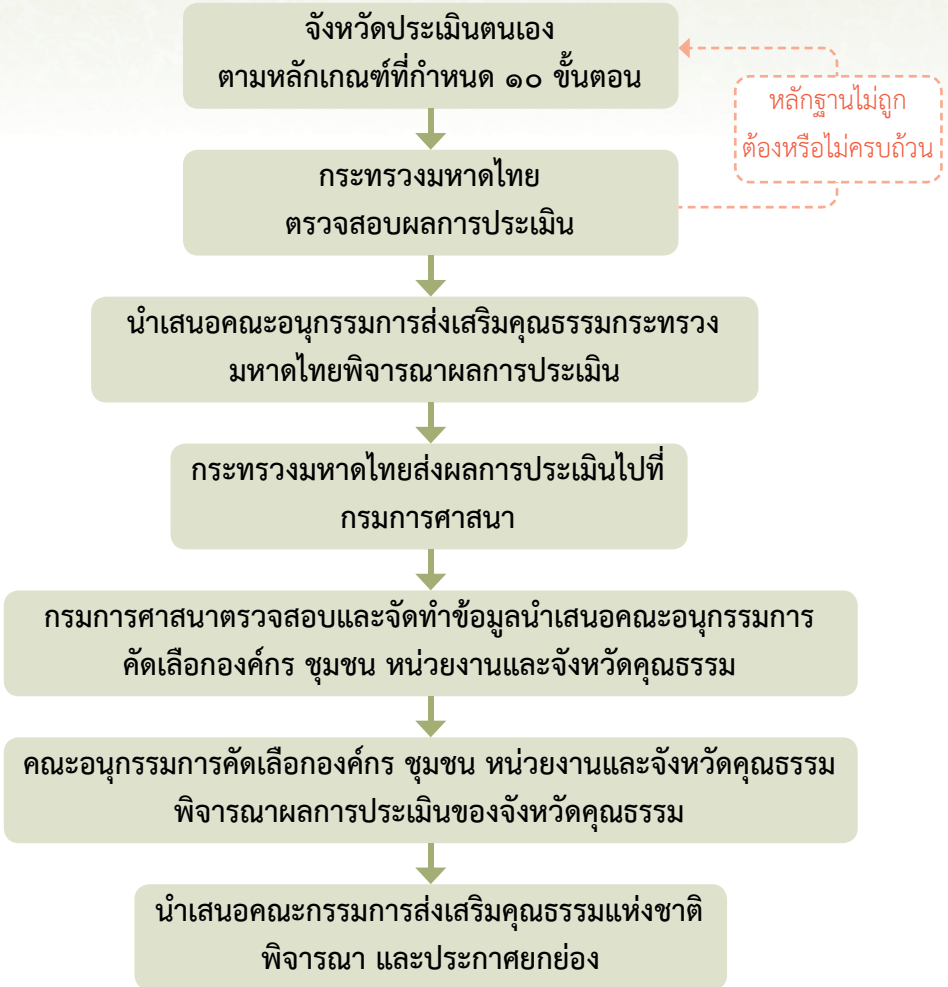 จังหวัดประเมินตนเอง
ตามหลักเกณฑ์ที่กำหนด ๑๐ ขั้นตอน
หลักฐานไม่ถูก
ต้องหรือไม่ครบถ้วน
กระทรวงมหาดไทย
ตรวจสอบผลการประเมิน
นำเสนอคณะอนุกรรมการส่งเสริมคุณธรรมกระทรวง
มหาดไทยพิจารณาผลการประเมิน
กระทรวงมหาดไทยส่งผลการประเมินไปที่
กรมการศาสนา
กรมการศาสนาตรวจสอบและจัดทำข้อมูลนำเสนอคณะอนุกรรมการ
คัดเลือกองค์กร ชุมชน หน่วยงานและจังหวัดคุณธรรม
คณะอนุกรรมการคัดเลือกองค์กร ชุมชน หน่วยงานและจังหวัดคุณธรรม
พิจารณาผลการประเมินของจังหวัดคุณธรรม
นำเสนอคณะกรรมการส่งเสริมคุณธรรมแห่งชาติ
พิจารณา และประกาศยกย่อง